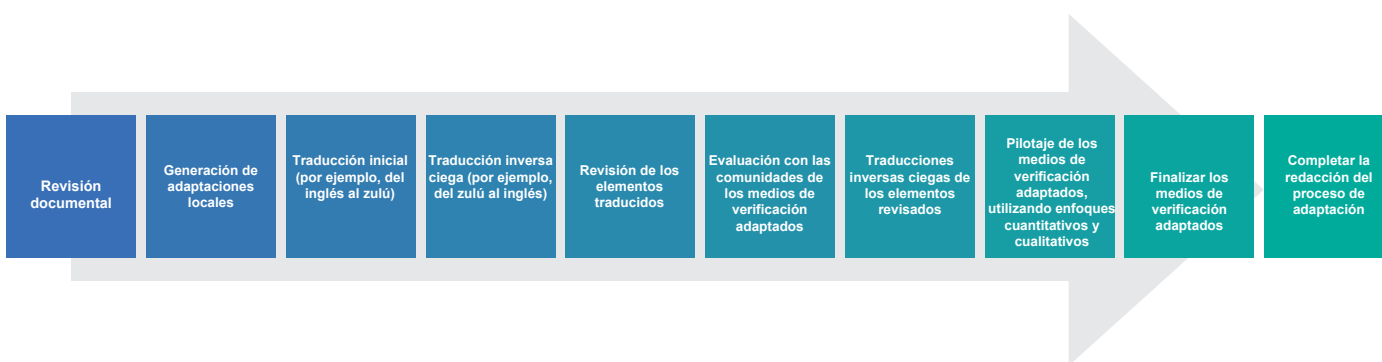 Revisión
documental
Generación de
adaptaciones
locales
Traducción inicial
(por ejemplo, del
inglés al zulú)
Traducción inversa
ciega (por ejemplo,
del zulú al inglés)
Revisión de los
elementos
traducidos
Evaluación con las
comunidades de
los medios de
verificación
adaptados
Traducciones
inversas ciegas de
los elementos
revisados
Pilotaje de los
medios de
verificación
adaptados,
utilizando enfoques
cuantitativos y
cualitativos
Finalizar los
medios de
verificación
adaptados
Completar la
redacción del
proceso de
adaptación